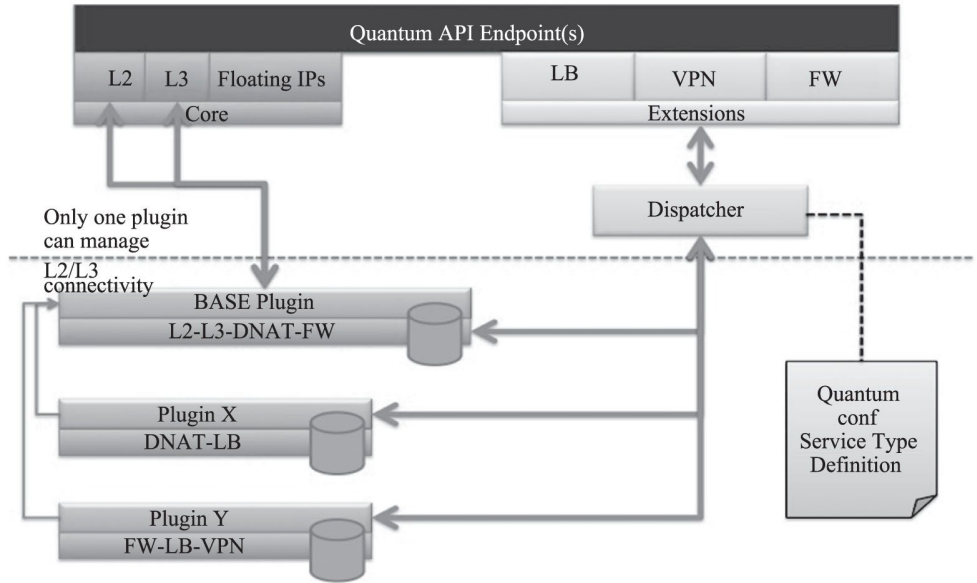 Quantum API Endpoint(s)
L2
L3
Floating IPs
Core
LB
VPN
FW
Extensions
Dispatcher
Only one plugin
can manage
L2/L3
connectivity
BASE Plugin
L2-L3-DNAT-FW
Plugin X
DNAT-LB
Plugin Y
FW-LB-VPN
Quantum
conf
Service Type
Definition